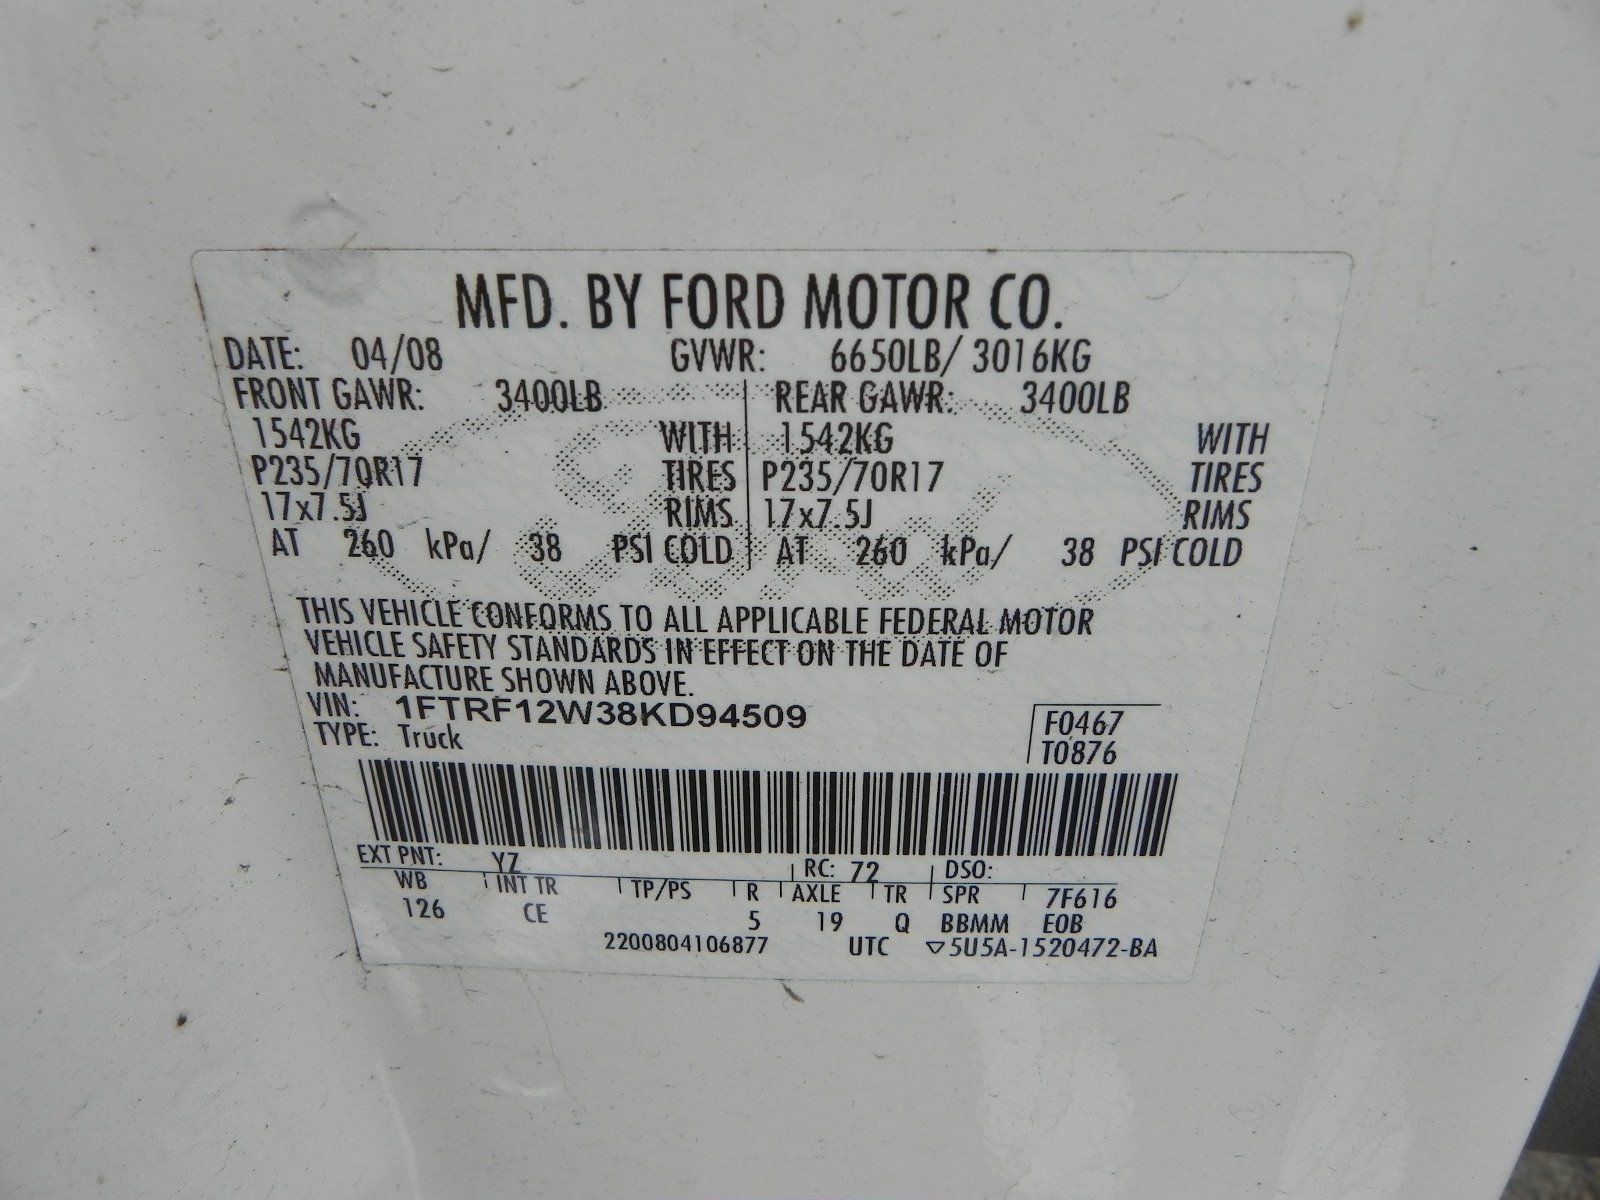 MFD. BY FORD MOTOR CO.
DATE: 04/08 GVWR: 6650LB/ 3016KG
FRONT GAWR: 3400LB REAR GAWR: 3400LB
1542KG WITH 1542KG WITH
P235/70R17 TIRES P235/70R17 TIRES
17x7.5J RIMS 17x7.5J RIMS
AT 260 kPa/ 38 PSI COLD AT 260 kPa/ 38 PSI COLD
THIS VEHICLE CONFORMS TO ALL APPLICABLE FEDERAL MOTOR
VEHICLE SAFETY STANDARDS IN EFFECT ON THE DATE OF
MANUFACTURE SHOWN ABOVE.
VIN: 1FTRF12W38KD94509 F0467
TYPE: Truck T0876
EXT PNT: YZ RC: 72 DSO:
WB INT TR TP/PS R AXLE TR SPR 7F616
126 CE 5 19 Q BBMM EOB
2200804106877 UTC ▽5U5A-1520472-BA